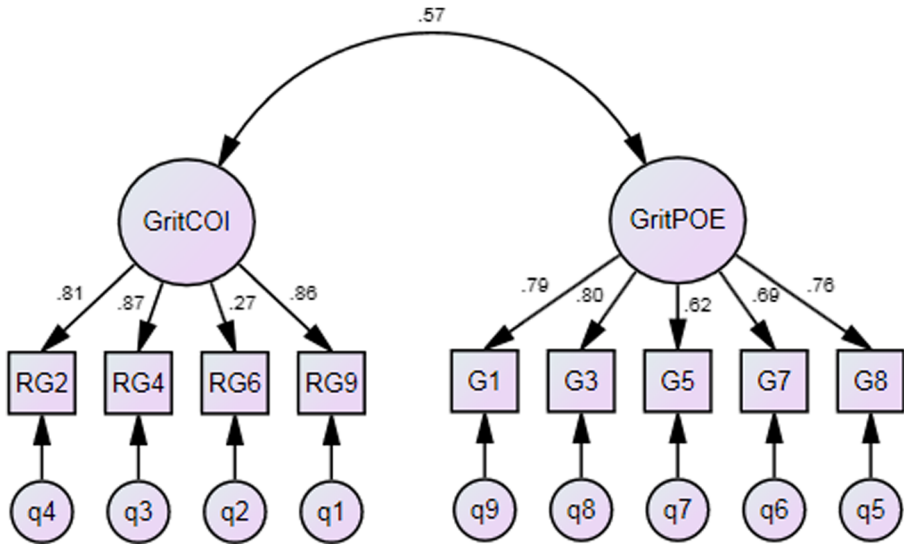 .57
GritCOI GritPOE
.81 .87 .27 .86 .79 .80 .62 .69 .76
RG2 RG4 RG6 RG9 G1 G3 G5 G7 G8
q4 q3 q2 q1 q9 q8 q7 q6 q5